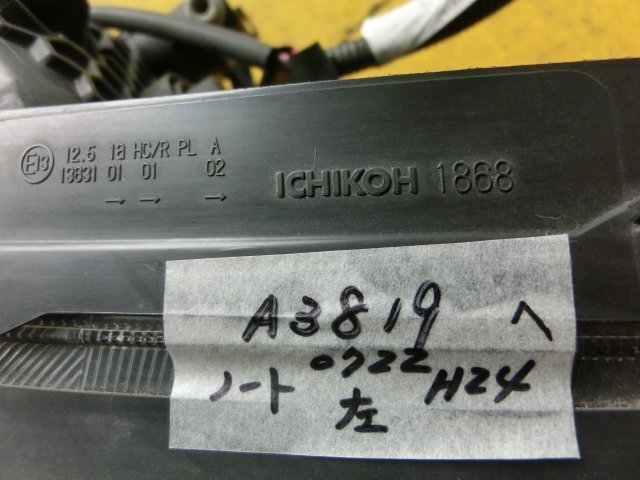 E13 12.5 1a HC/R PL A
13631 01 01 02
→ → →
ICHIKOH 1868
A3819 ヘ
ノート 0722 H24
左